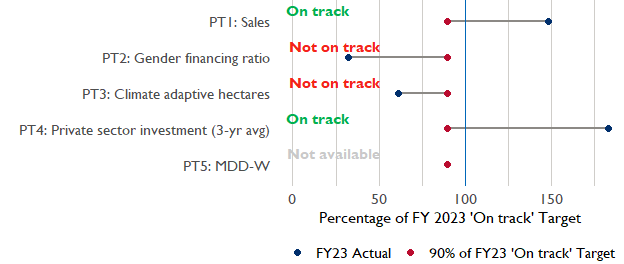 On track
PT1: Sales
Not on track
PT2: Gender financing ratio
Not on track
PT3: Climate adaptive hectares
On track
PT4: Private sector investment (3-yr avg)
Not available
PT5: MDD-W
0 50 100 150
Percentage of FY 2023 'On track' Target
FY23 Actual 90% of FY23 'On track' Target